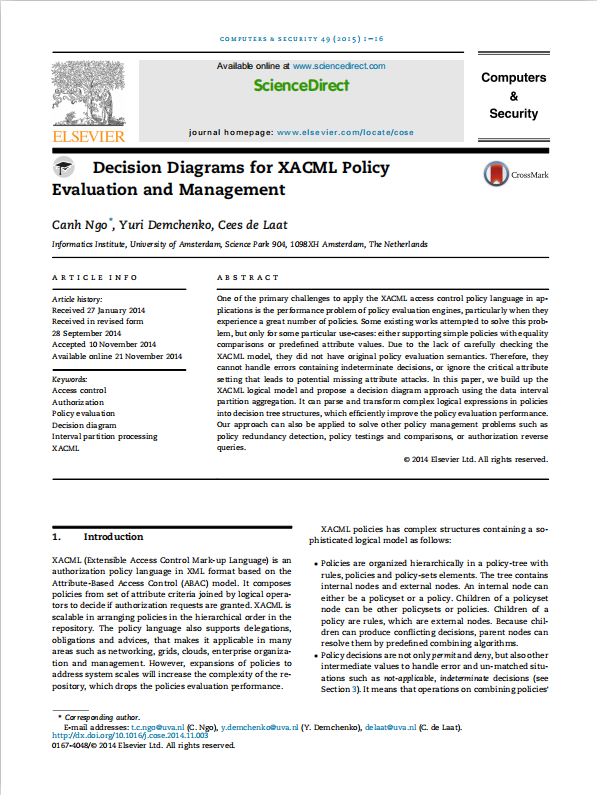 COMPUTERS & SECURITY 49 (2015) 1–16
Available online at www.sciencedirect.com
ScienceDirect
journal homepage: www.elsevier.com/locate/cose
ELSEVIER
Computers
&
Security
Decision Diagrams for XACML Policy
Evaluation and Management
CrossMark
Canh Ngo*, Yuri Demchenko, Cees de Laat
Informatics Institute, University of Amsterdam, Science Park 904, 1098XH Amsterdam, The Netherlands
ARTICLE INFO
Article history:
Received 27 January 2014
Received in revised form
28 September 2014
Accepted 10 November 2014
Available online 21 November 2014
Keywords:
Access control
Authorization
Policy evaluation
Decision diagram
Interval partition processing
XACML
ABSTRACT
One of the primary challenges to apply the XACML access control policy language in ap-
plications is the performance problem of policy evaluation engines, particularly when they
experience a great number of policies. Some existing works attempted to solve this prob-
lem, but only for some particular use-cases: either supporting simple policies with equality
comparisons or predefined attribute values. Due to the lack of carefully checking the
XACML model, they did not have original policy evaluation semantics. Therefore, they
cannot handle errors containing indeterminate decisions, or ignore the critical attribute
setting that leads to potential missing attribute attacks. In this paper, we build up the
XACML logical model and propose a decision diagram approach using the data interval
partition aggregation. It can parse and transform complex logical expressions in policies
into decision tree structures, which efficiently improve the policy evaluation performance.
Our approach can also be applied to solve other policy management problems such as
policy redundancy detection, policy testings and comparisons, or authorization reverse
queries.
© 2014 Elsevier Ltd. All rights reserved.
1. Introduction
XACML (Extensible Access Control Mark-up Language) is an
authorization policy language in XML format based on the
Attribute-Based Access Control (ABAC) model. It composes
policies from set of attribute criteria joined by logical opera-
tors to decide if authorization requests are granted. XACML is
scalable in arranging policies in the hierarchical order in the
repository. The policy language also supports delegations,
obligations and advices, that makes it applicable in many
areas such as networking, grids, clouds, enterprise organiza-
tion and management. However, expansions of policies to
address system scales will increase the complexity of the re-
pository, which drops the policies evaluation performance.
XACML policies has complex structures containing a so-
phisticated logical model as follows:
• Policies are organized hierarchically in a policy-tree with
rules, policies and policy-sets elements. The tree contains
internal nodes and external nodes. An internal node can
either be a policyset or a policy. Children of a policyset
node can be other policysets or policies. Children of a
policy are rules, which are external nodes. Because chil-
dren can produce conflicting decisions, parent nodes can
resolve them by predefined combining algorithms.
• Policy decisions are not only permit and deny, but also other
intermediate values to handle error and un-matched situ-
ations such as not-applicable, indeterminate decisions (see
Section 3). It means that operations on combining policies'
* Corresponding author.
E-mail addresses: t.c.ngo@uva.nl (C. Ngo), y.demchenko@uva.nl (Y. Demchenko), delaat@uva.nl (C. de Laat).
http://dx.doi.org/10.1016/j.cose.2014.11.003
0167-4048/© 2014 Elsevier Ltd. All rights reserved.